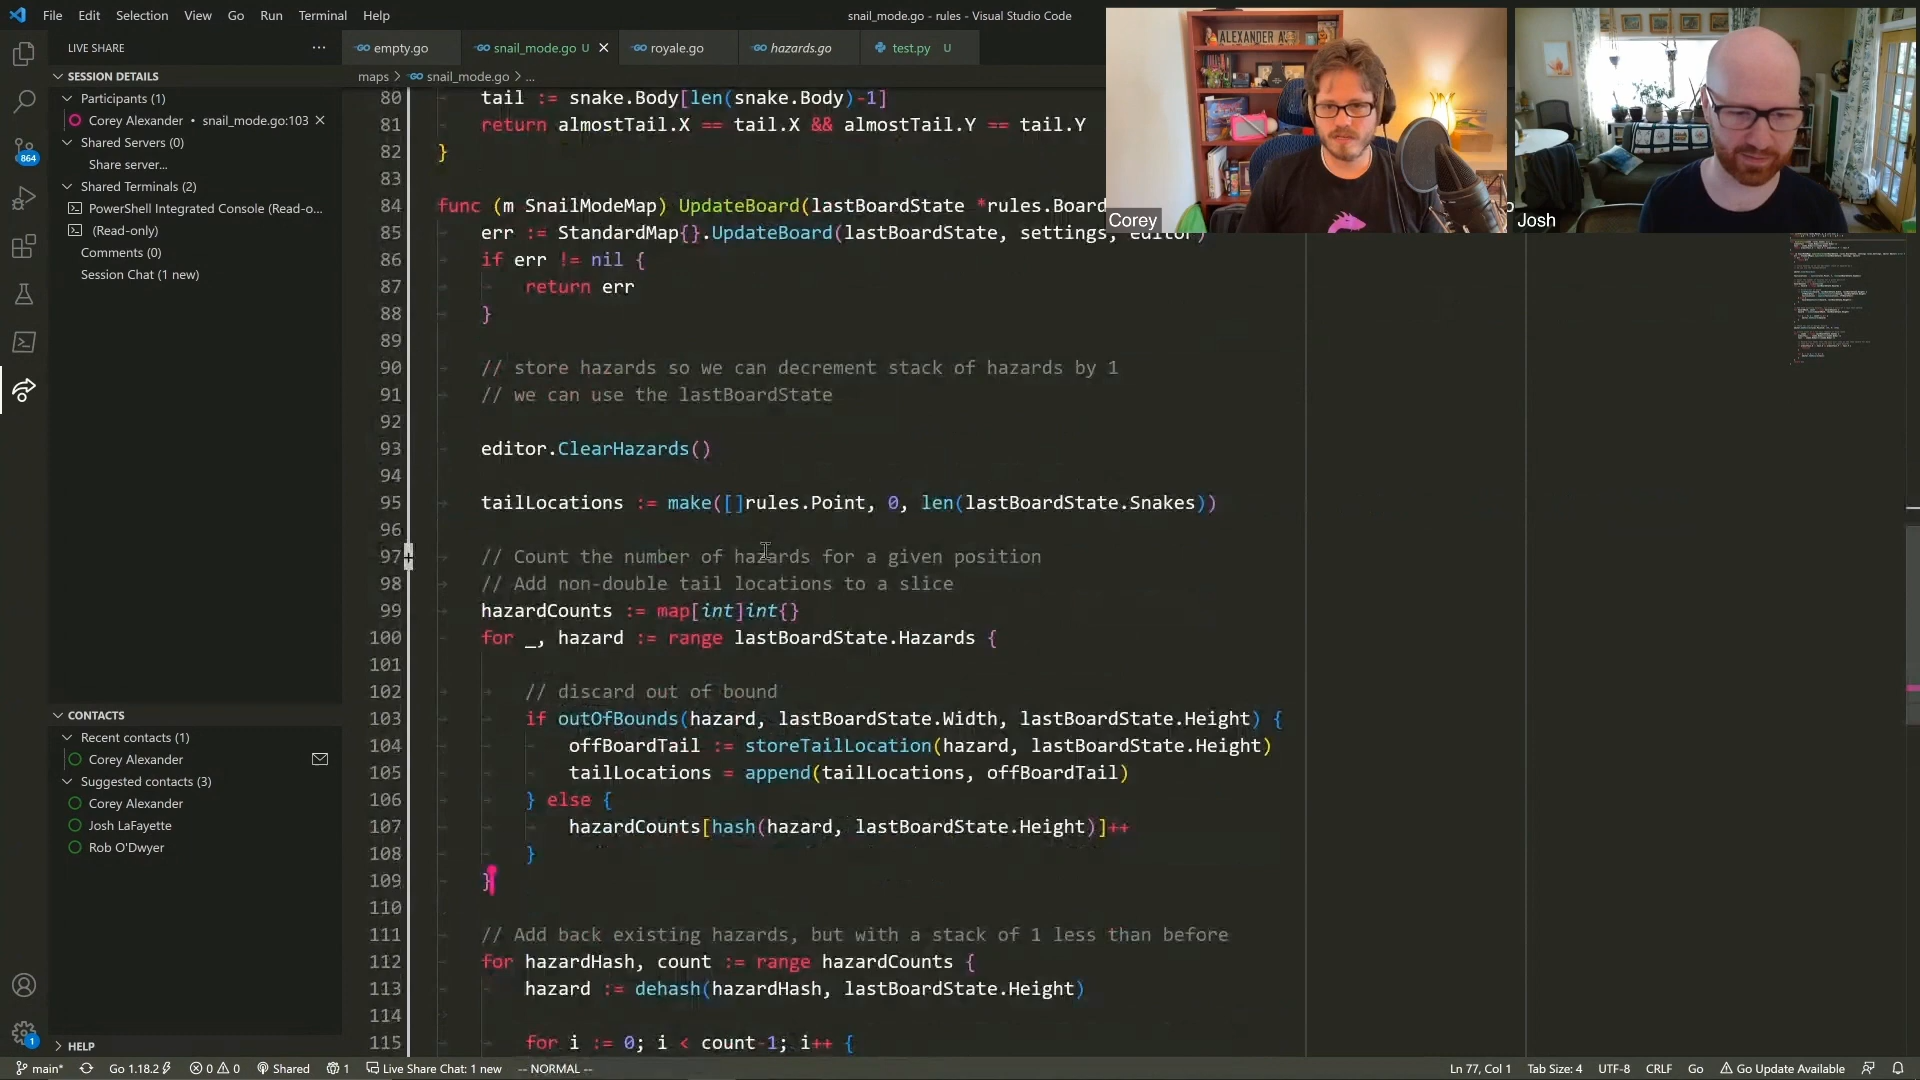 File Edit Selection View Go Run Terminal Help
snail_mode.go - rules - Visual Studio Code
LIVE SHARE ···
SESSION DETAILS
Participants (1)
Corey Alexander • snail_mode.go:103
Shared Servers (0)
Share server...
Shared Terminals (2)
PowerShell Integrated Console (Read-o...
(Read-only)
Comments (0)
Session Chat (1 new)
864
CONTACTS
Recent contacts (1)
Corey Alexander
Suggested contacts (3)
Corey Alexander
Josh LaFayette
Rob O'Dwyer
HELP
1
empty.go
snail_mode.go U
royale.go
hazards.go
test.py U
maps > snail_mode.go > ...
80 tail := snake.Body[len(snake.Body)-1]
81 return almostTail.X == tail.X && almostTail.Y == tail.Y
82 }
83
84 func (m SnailModeMap) UpdateBoard(lastBoardState *rules.Board
85 err := StandardMap{}.UpdateBoard(lastBoardState, settings, editor)
86 if err != nil {
87 return err
88 }
89
90 // store hazards so we can decrement stack of hazards by 1
91 // we can use the lastBoardState
92
93 editor.ClearHazards()
94
95 tailLocations := make([]rules.Point, 0, len(lastBoardState.Snakes))
96
97 // Count the number of hazards for a given position
98 // Add non-double tail locations to a slice
99 hazardCounts := map[int]int{}
100 for _, hazard := range lastBoardState.Hazards {
101
102 // discard out of bound
103 if outOfBounds(hazard, lastBoardState.Width, lastBoardState.Height) {
104 offBoardTail := storeTailLocation(hazard, lastBoardState.Height)
105 tailLocations = append(tailLocations, offBoardTail)
106 } else {
107 hazardCounts[hash(hazard, lastBoardState.Height)]++
108 }
109 }
110
111 // Add back existing hazards, but with a stack of 1 less than before
112 for hazardHash, count := range hazardCounts {
113 hazard := dehash(hazardHash, lastBoardState.Height)
114
115 for i := 0; i < count-1; i++ {
Corey
Josh
main* Go 1.18.2 0 0 Shared 1 Live Share Chat: 1 new -- NORMAL -- Ln 77, Col 1 Tab Size: 4 UTF-8 CRLF Go Go Update Available